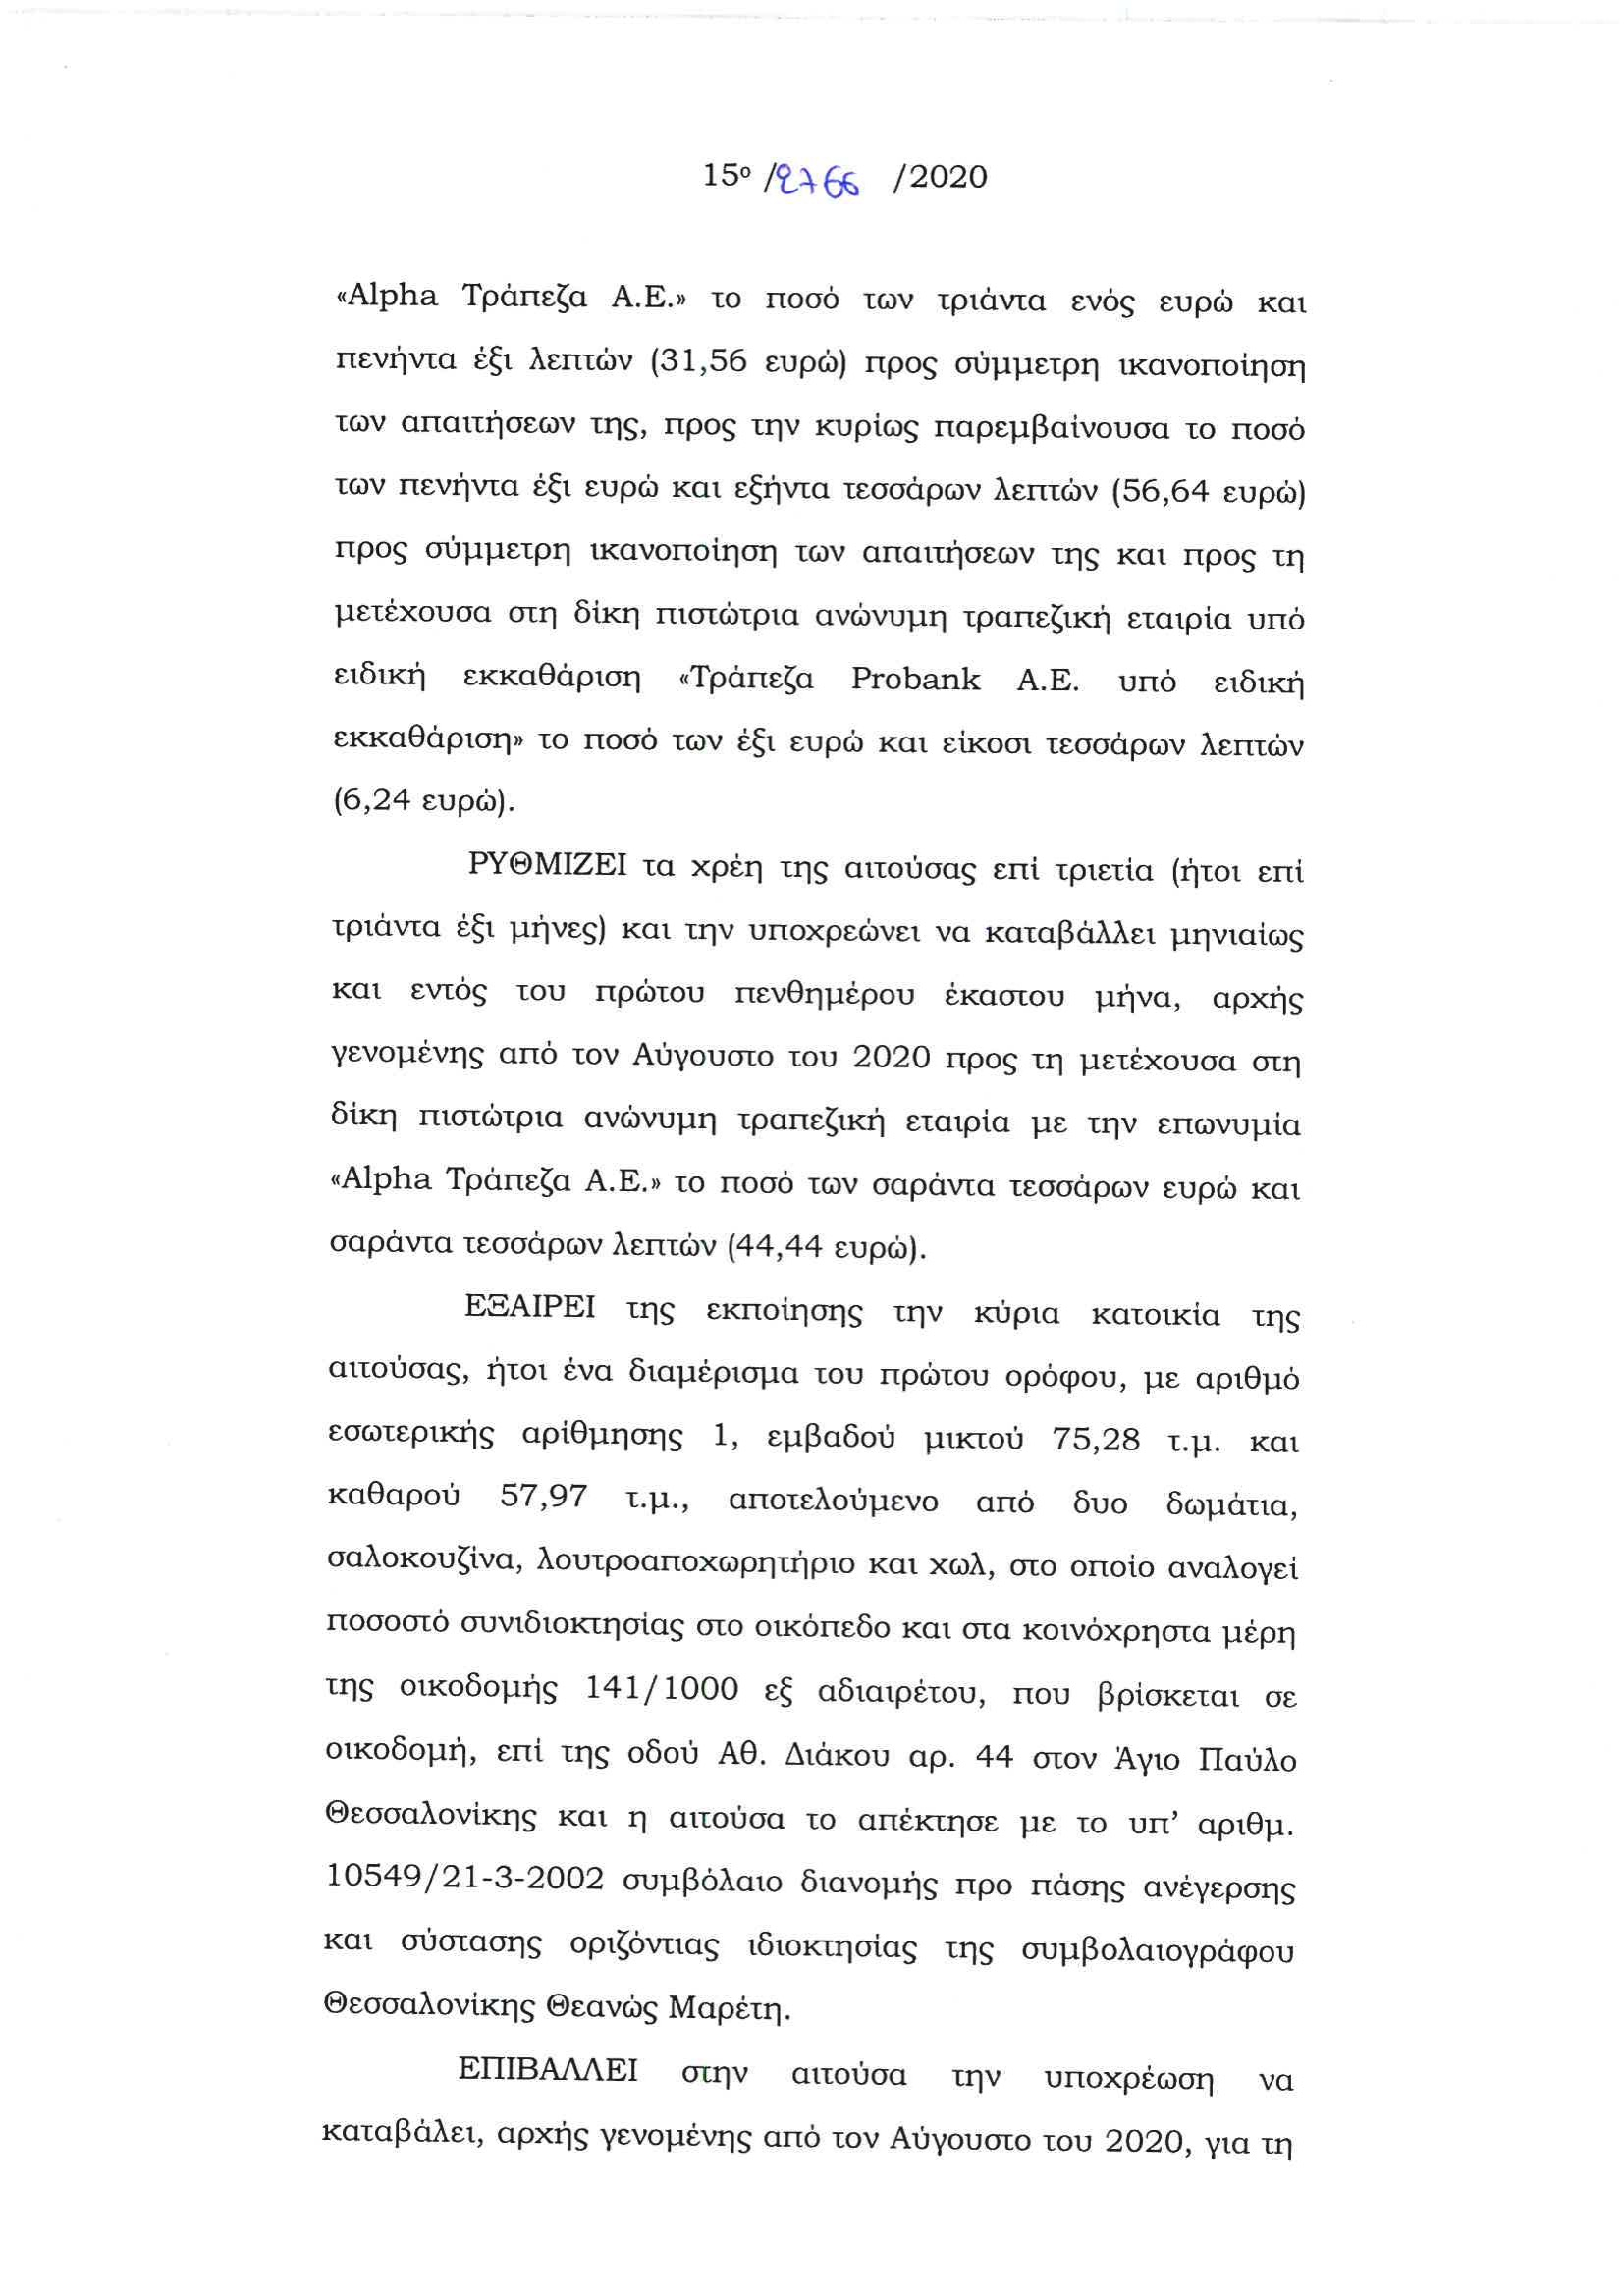 15ο /2766 /2020
«Alpha Τράπεζα Α.Ε.» το ποσό των τριάντα ενός ευρώ και
πενήντα έξι λεπτών (31,56 ευρώ) προς σύμμετρη ικανοποίηση
των απαιτήσεων της, προς την κυρίως παρεμβαίνουσα το ποσό
των πενήντα έξι ευρώ και εξήντα τεσσάρων λεπτών (56,64 ευρώ)
προς σύμμετρη ικανοποίηση των απαιτήσεων της και προς τη
μετέχουσα στη δίκη πιστώτρια ανώνυμη τραπεζική εταιρία υπό
ειδική εκκαθάριση «Τράπεζα Probank Α.Ε. υπό ειδική
εκκαθάριση» το ποσό των έξι ευρώ και είκοσι τεσσάρων λεπτών
(6,24 ευρώ).
ΡΥΘΜΙΖΕΙ τα χρέη της αιτούσας επί τριετία (ήτοι επί
τριάντα έξι μήνες) και την υποχρεώνει να καταβάλλει μηνιαίως
και εντός του πρώτου πενθημέρου έκαστου μήνα, αρχής
γενομένης από τον Αύγουστο του 2020 προς τη μετέχουσα στη
δίκη πιστώτρια ανώνυμη τραπεζική εταιρία με την επωνυμία
«Alpha Τράπεζα Α.Ε.» το ποσό των σαράντα τεσσάρων ευρώ και
σαράντα τεσσάρων λεπτών (44,44 ευρώ).
ΕΞΑΙΡΕΙ της εκποίησης την κύρια κατοικία της
αιτούσας, ήτοι ένα διαμέρισμα του πρώτου ορόφου, με αριθμό
εσωτερικής αρίθμησης 1, εμβαδού μικτού 75,28 τ.μ. και
καθαρού 57,97 τ.μ., αποτελούμενο από δυο δωμάτια,
σαλοκουζίνα, λουτροαποχωρητήριο και χωλ, στο οποίο αναλογεί
ποσοστό συνιδιοκτησίας στο οικόπεδο και στα κοινόχρηστα μέρη
της οικοδομής 141/1000 εξ αδιαιρέτου, που βρίσκεται σε
οικοδομή, επί της οδού Αθ. Διάκου αρ. 44 στον Άγιο Παύλο
Θεσσαλονίκης και η αιτούσα το απέκτησε με το υπ’ αριθμ.
10549/21-3-2002 συμβόλαιο διανομής προ πάσης ανέγερσης
και σύστασης οριζόντιας ιδιοκτησίας της συμβολαιογράφου
Θεσσαλονίκης Θεανώς Μαρέτη.
ΕΠΙΒΑΛΛΕΙ στην αιτούσα την υποχρέωση να
καταβάλει, αρχής γενομένης από τον Αύγουστο του 2020, για τη